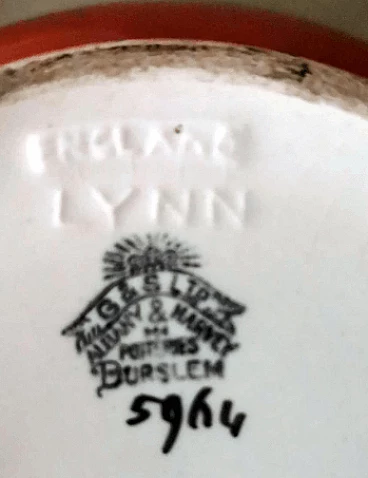 ENGLAND
LYNN
G & S LTD
ALBANY & HARVEY
POTTERIES
BURSLEM
5964